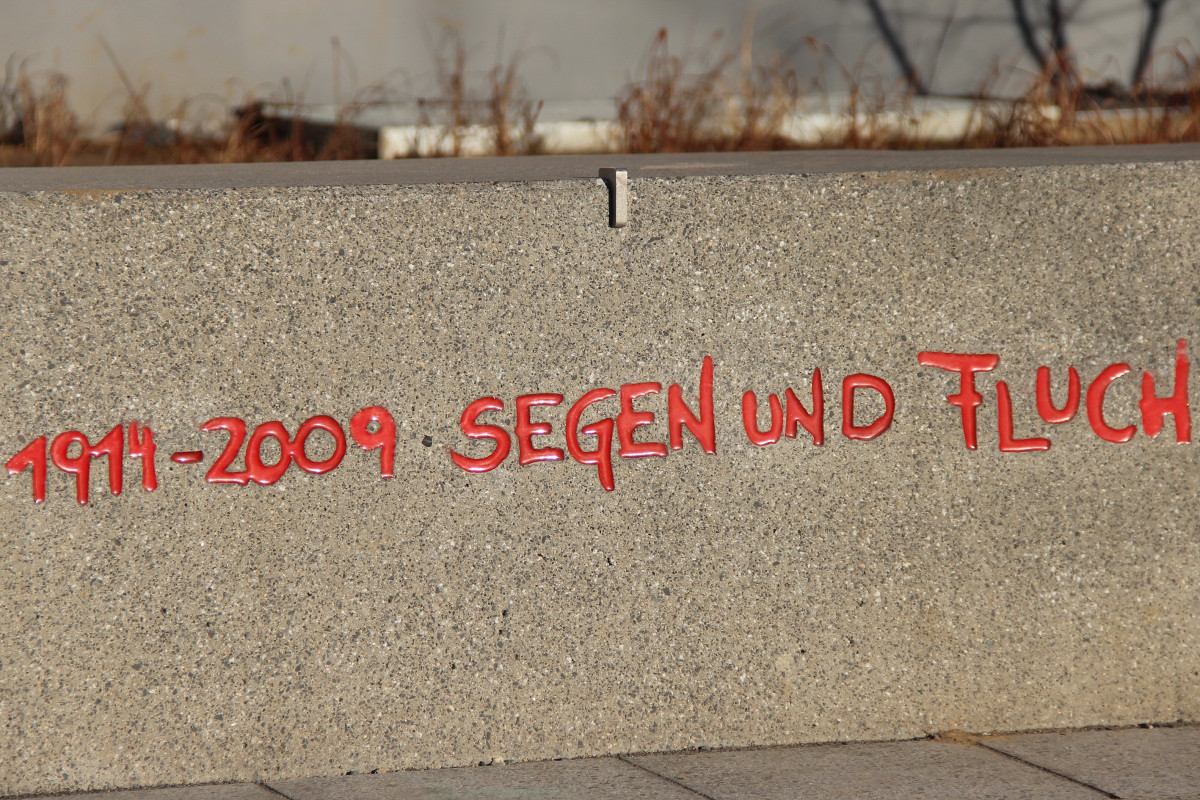 1914-2009 SEGEN UND FLUCH